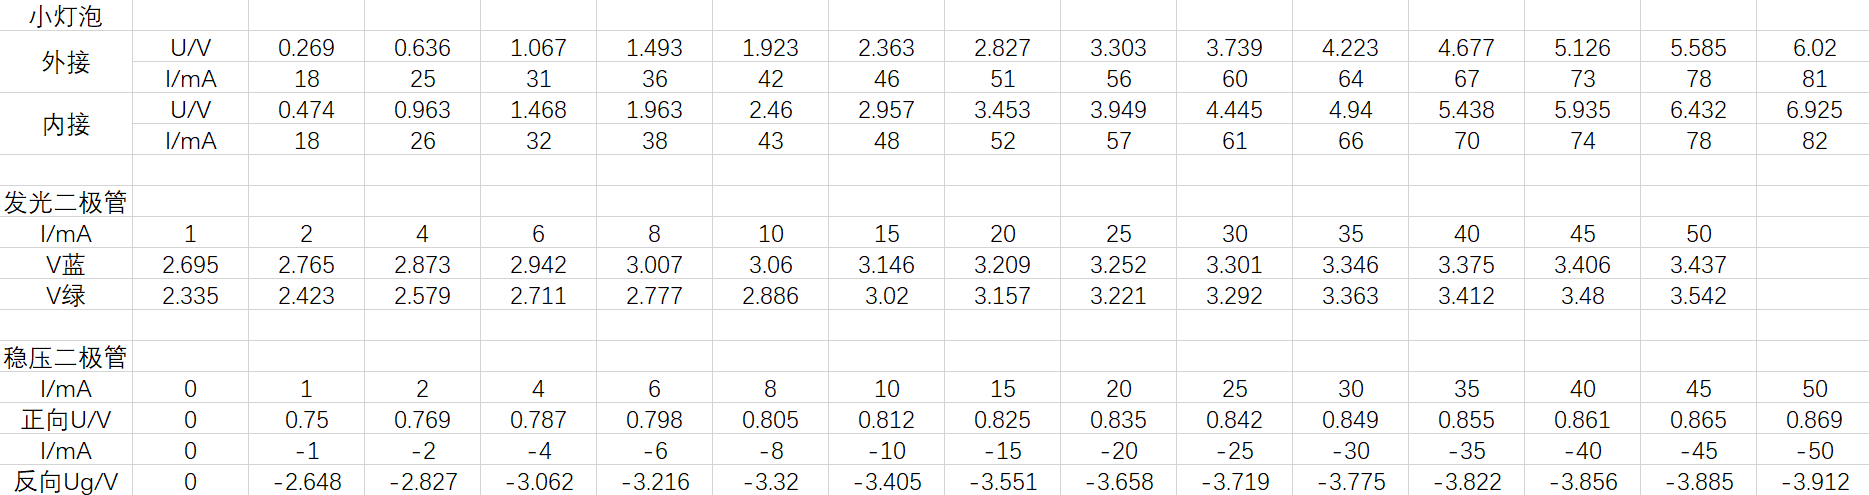 小灯泡
外接 U/V 0.269 0.636 1.067 1.493 1.923 2.363 2.827 3.303 3.739 4.223 4.677 5.126 5.585 6.02
I/mA 18 25 31 36 42 46 51 56 60 64 67 73 78 81
内接 U/V 0.474 0.963 1.468 1.963 2.46 2.957 3.453 3.949 4.445 4.94 5.438 5.935 6.432 6.925
I/mA 18 26 32 38 43 48 52 57 61 66 70 74 78 82
发光二极管
I/mA 1 2 4 6 8 10 15 20 25 30 35 40 45 50
V蓝 2.695 2.765 2.873 2.942 3.007 3.06 3.146 3.209 3.252 3.301 3.346 3.375 3.406 3.437
V绿 2.335 2.423 2.579 2.711 2.777 2.886 3.02 3.157 3.221 3.292 3.363 3.412 3.48 3.542
稳压二极管
I/mA 0 1 2 4 6 8 10 15 20 25 30 35 40 45 50
正向U/V 0 0.75 0.769 0.787 0.798 0.805 0.812 0.825 0.835 0.842 0.849 0.855 0.861 0.865 0.869
I/mA 0 -1 -2 -4 -6 -8 -10 -15 -20 -25 -30 -35 -40 -45 -50
反向Ug/V 0 -2.648 -2.827 -3.062 -3.216 -3.32 -3.405 -3.551 -3.658 -3.719 -3.775 -3.822 -3.856 -3.885 -3.912